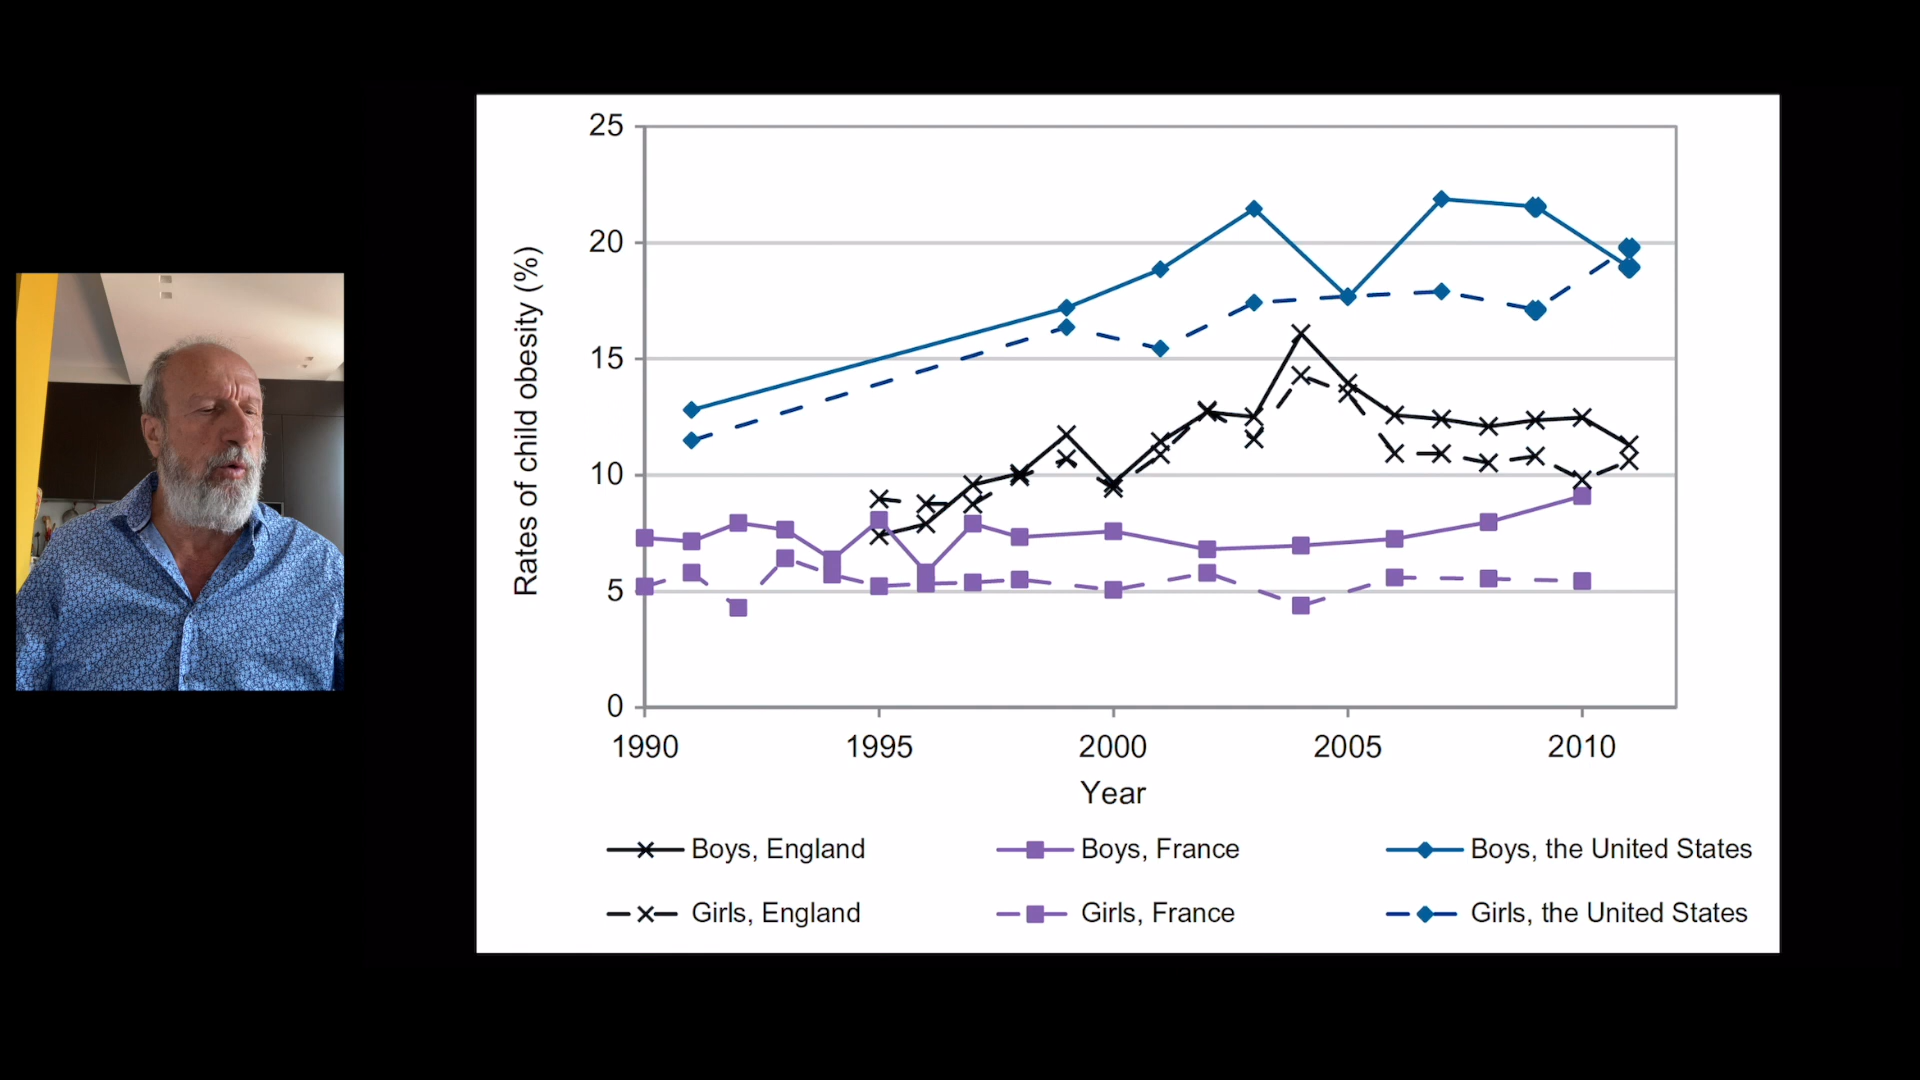 25
20
15
10
5
0
Rates of child obesity (%)
1990 1995 2000 2005 2010
Year
Boys, England Boys, France Boys, the United States
Girls, England Girls, France Girls, the United States